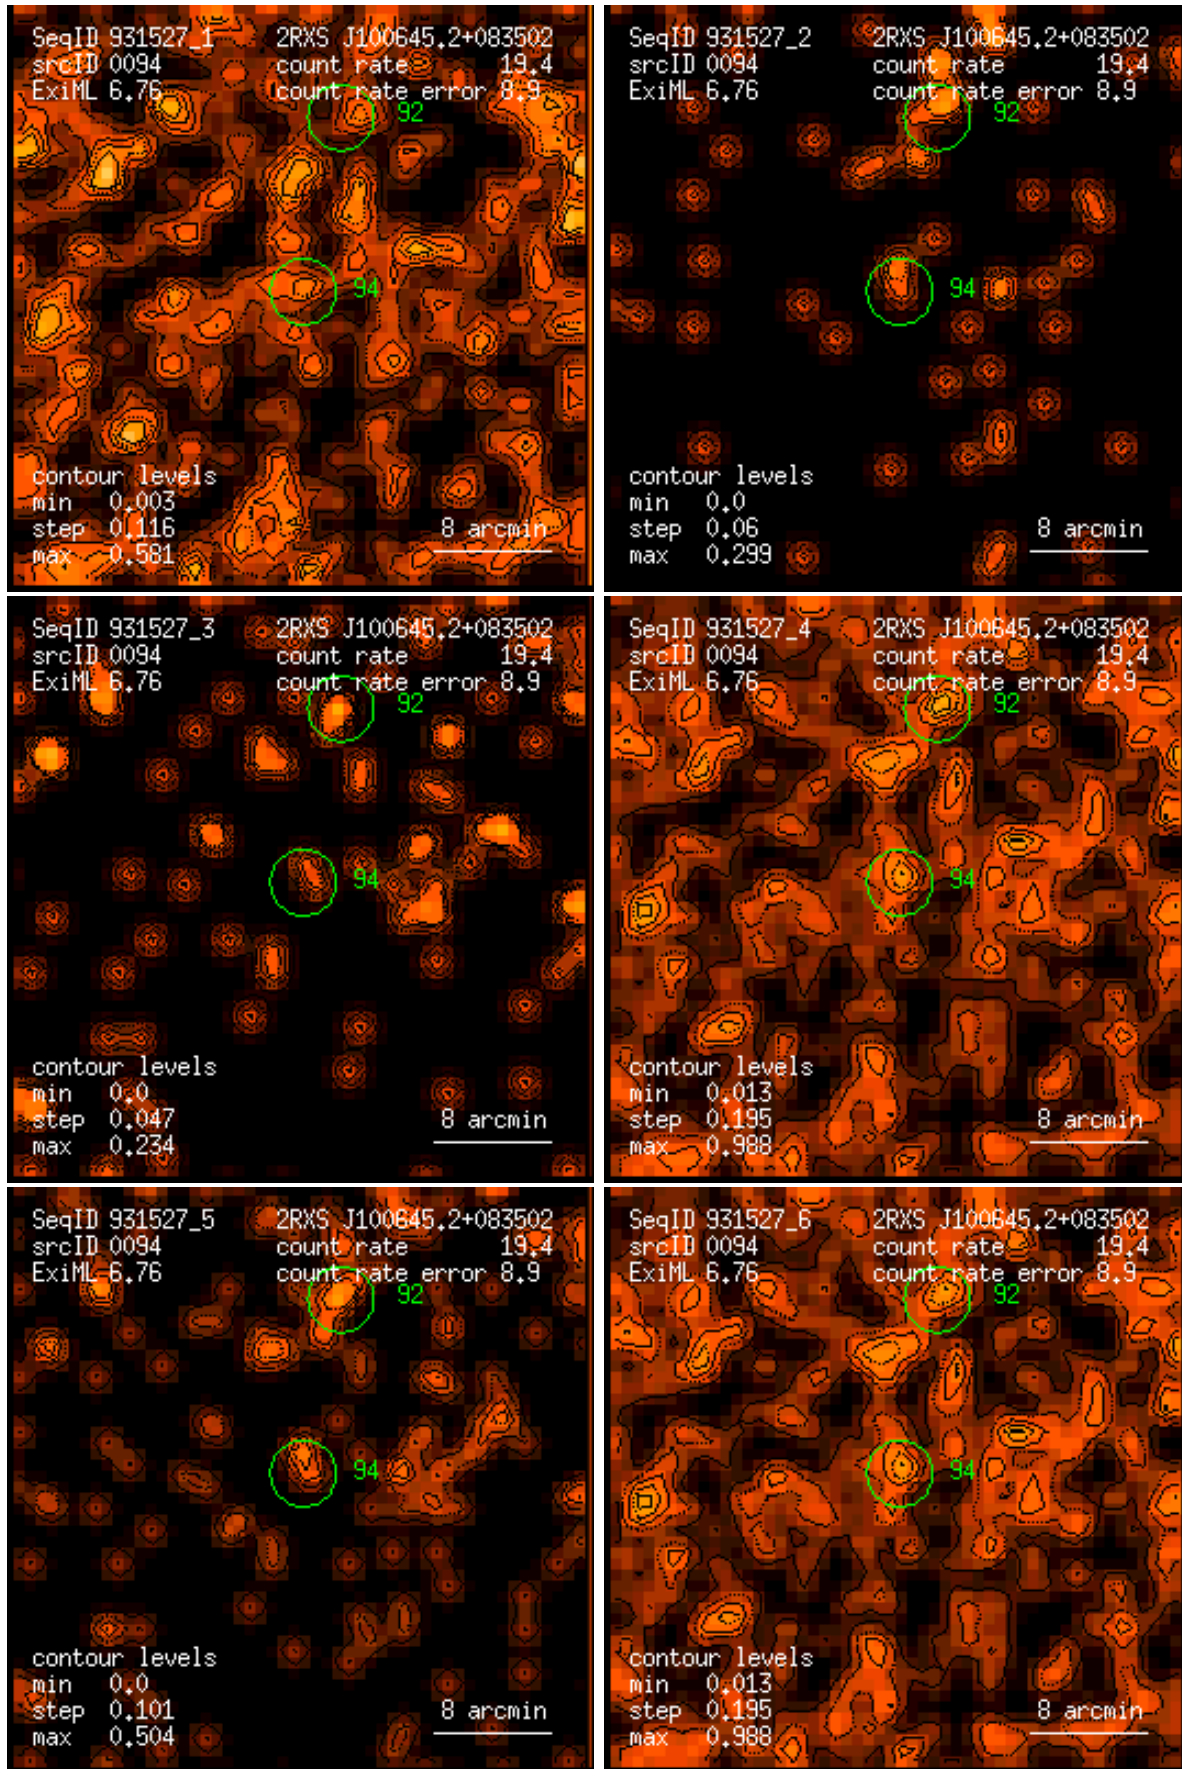 SeqID 931527_1 2RXS J100645.2+083502
srcID 0094 count rate 19.4
ExiML 6.76 count rate error 8.9
92
94
contour levels
min 0.003
step 0.116
max 0.581
8 arcmin
SeqID 931527_2 2RXS J100645.2+083502
srcID 0094 count rate 19.4
ExiML 6.76 count rate error 8.9
92
94
contour levels
min 0.0
step 0.06
max 0.299
8 arcmin
SeqID 931527_3 2RXS J100645.2+083502
srcID 0094 count rate 19.4
ExiML 6.76 count rate error 8.9
92
94
contour levels
min 0.0
step 0.047
max 0.234
8 arcmin
SeqID 931527_4 2RXS J100645.2+083502
srcID 0094 count rate 19.4
ExiML 6.76 count rate error 8.9
92
94
contour levels
min 0.013
step 0.195
max 0.988
8 arcmin
SeqID 931527_5 2RXS J100645.2+083502
srcID 0094 count rate 19.4
ExiML 6.76 count rate error 8.9
92
94
contour levels
min 0.0
step 0.101
max 0.504
8 arcmin
SeqID 931527_6 2RXS J100645.2+083502
srcID 0094 count rate 19.4
ExiML 6.76 count rate error 8.9
92
94
contour levels
min 0.013
step 0.195
max 0.988
8 arcmin